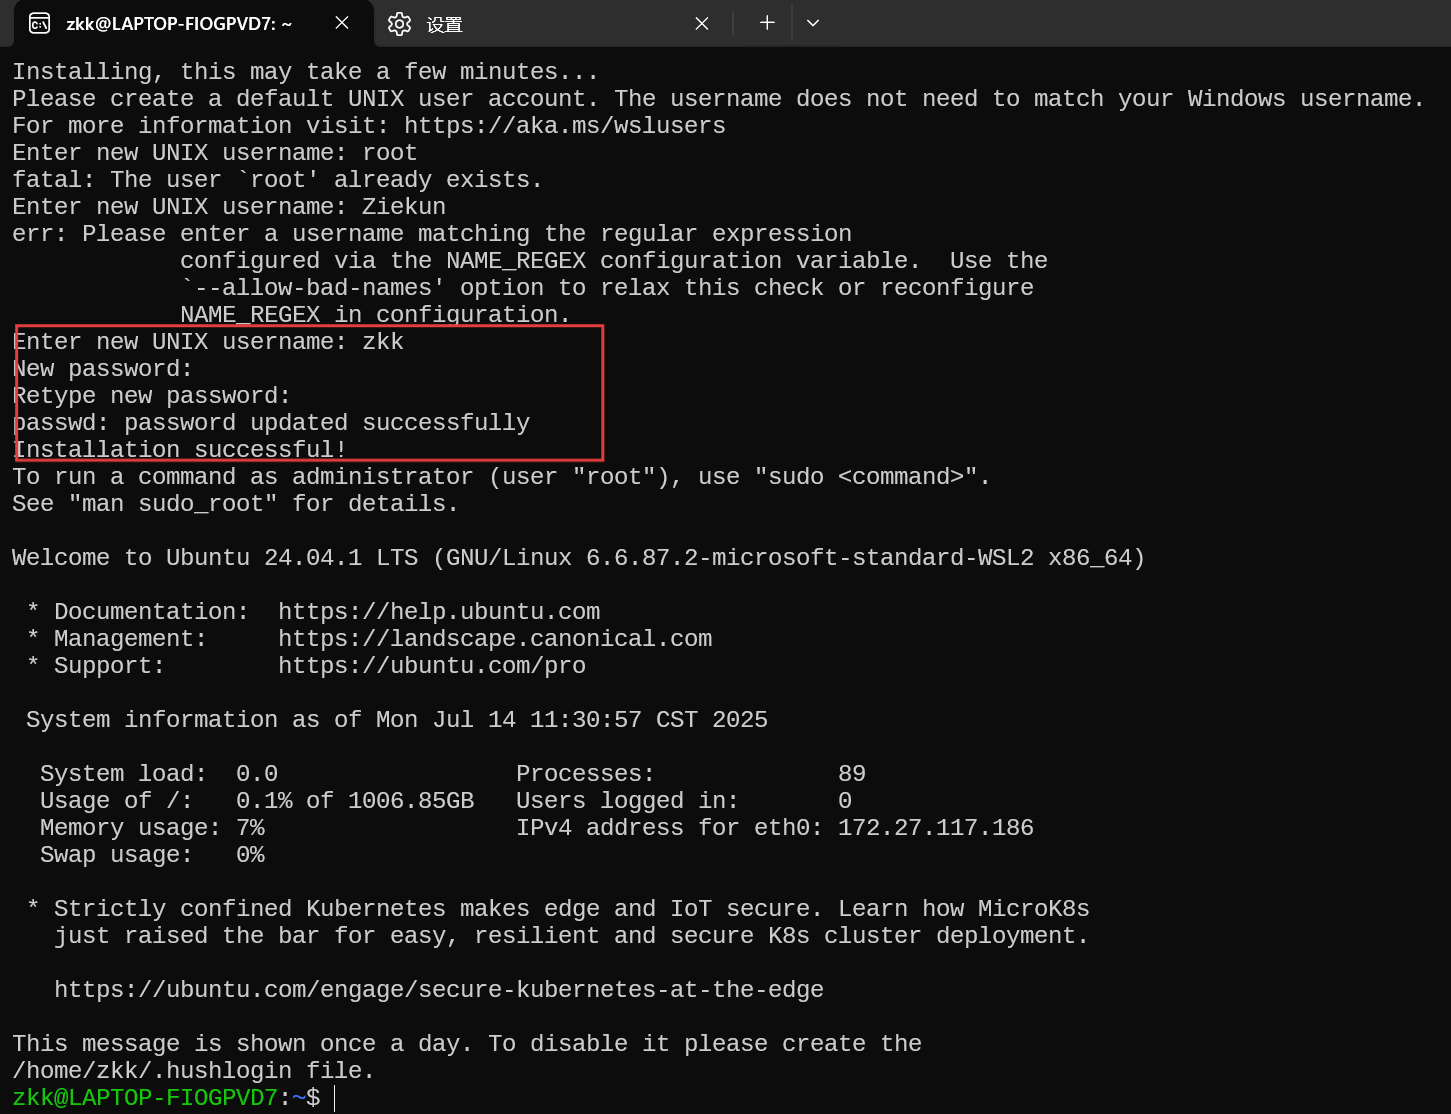 zkk@LAPTOP-FIOGPVD7: ~
设置
Installing, this may take a few minutes...
Please create a default UNIX user account. The username does not need to match your Windows username.
For more information visit: https://aka.ms/wslusers
Enter new UNIX username: root
fatal: The user `root' already exists.
Enter new UNIX username: Ziekun
err: Please enter a username matching the regular expression
            configured via the NAME_REGEX configuration variable.  Use the
            `--allow-bad-names' option to relax this check or reconfigure
            NAME_REGEX in configuration.
Enter new UNIX username: zkk
New password:
Retype new password:
passwd: password updated successfully
Installation successful!
To run a command as administrator (user "root"), use "sudo <command>".
See "man sudo_root" for details.
Welcome to Ubuntu 24.04.1 LTS (GNU/Linux 6.6.87.2-microsoft-standard-WSL2 x86_64)
 * Documentation:  https://help.ubuntu.com
 * Management:     https://landscape.canonical.com
 * Support:        https://ubuntu.com/pro
 System information as of Mon Jul 14 11:30:57 CST 2025
  System load:  0.0                 Processes:             89
  Usage of /:   0.1% of 1006.85GB   Users logged in:       0
  Memory usage: 7%                  IPv4 address for eth0: 172.27.117.186
  Swap usage:   0%
 * Strictly confined Kubernetes makes edge and IoT secure. Learn how MicroK8s
   just raised the bar for easy, resilient and secure K8s cluster deployment.
   https://ubuntu.com/engage/secure-kubernetes-at-the-edge
This message is shown once a day. To disable it please create the
/home/zkk/.hushlogin file.
zkk@LAPTOP-FIOGPVD7:~$